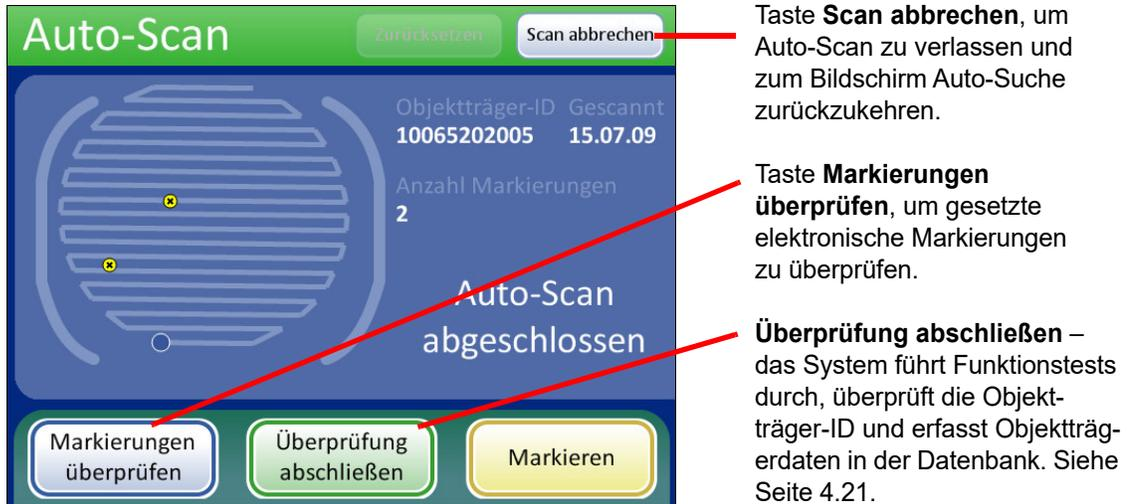 Auto-Scan
Zurücksetzen
Scan abbrechen
Objektträger-ID Gescannt
10065202005 15.07.09
Anzahl Markierungen
2
Auto-Scan
abgeschlossen
Markierungen
überprüfen
Überprüfung
abschließen
Markieren
Taste Scan abbrechen, um
Auto-Scan zu verlassen und
zum Bildschirm Auto-Suche
zurückzukehren.
Taste Markierungen
überprüfen, um gesetzte
elektronische Markierungen
zu überprüfen.
Überprüfung abschließen –
das System führt Funktionstests
durch, überprüft die Objekt-
träger-ID und erfasst Objektträg-
erdaten in der Datenbank. Siehe
Seite 4.21.